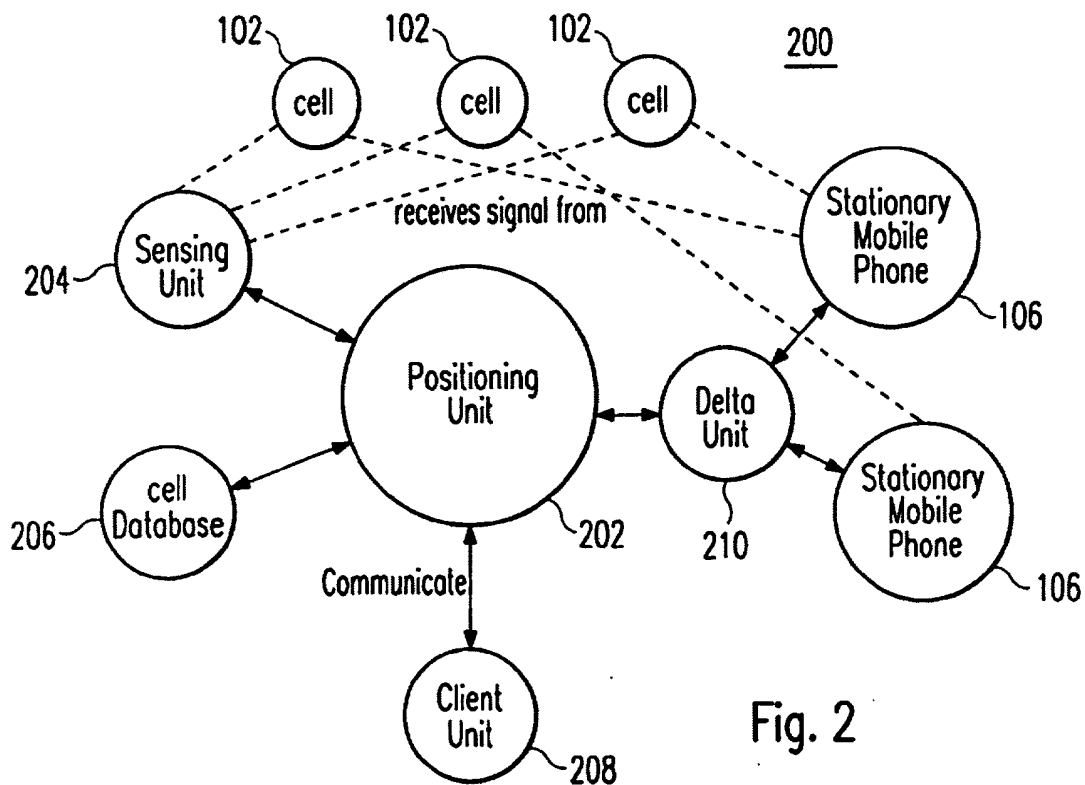 102
102
102
200
cell
cell
cell
receives signal from
Stationary
Mobile
Phone
106
Sensing
Unit
204
Positioning
Unit
202
Delta
Unit
210
Stationary
Mobile
Phone
106
cell
Database
206
Communicate
Client
Unit
208
Fig. 2